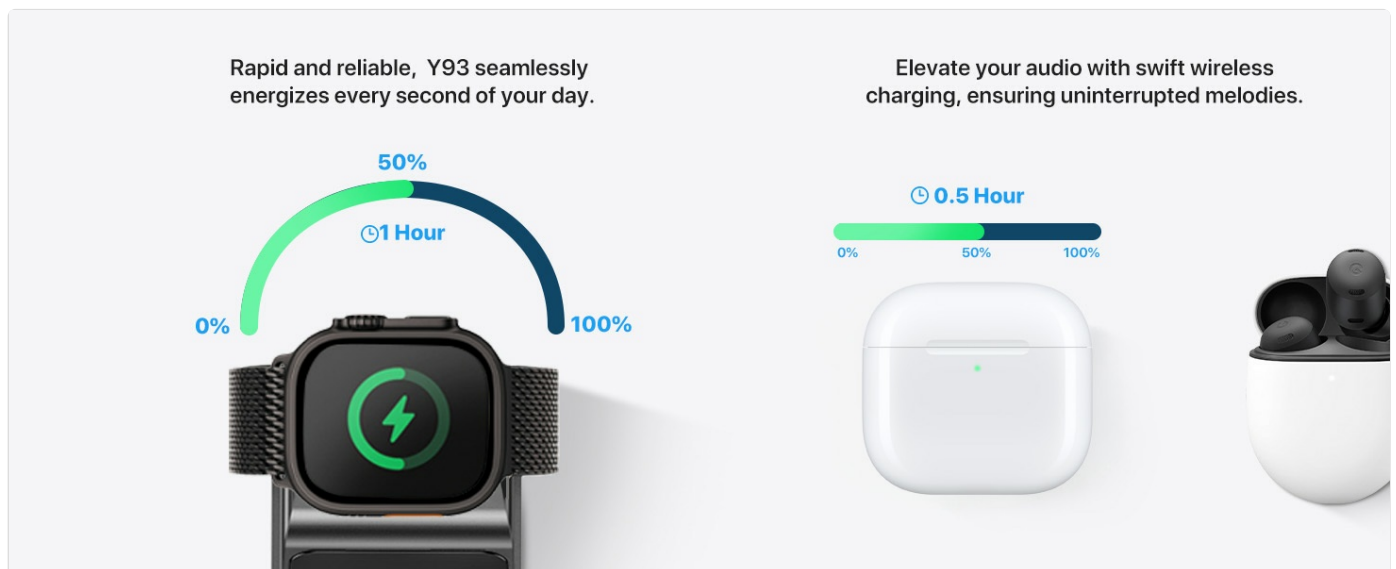 Rapid and reliable,  Y93 seamlessly
energizes every second of your day.
50%
1 Hour
0%
100%
Elevate your audio with swift wireless
charging, ensuring uninterrupted melodies.
0.5 Hour
0%
50%
100%